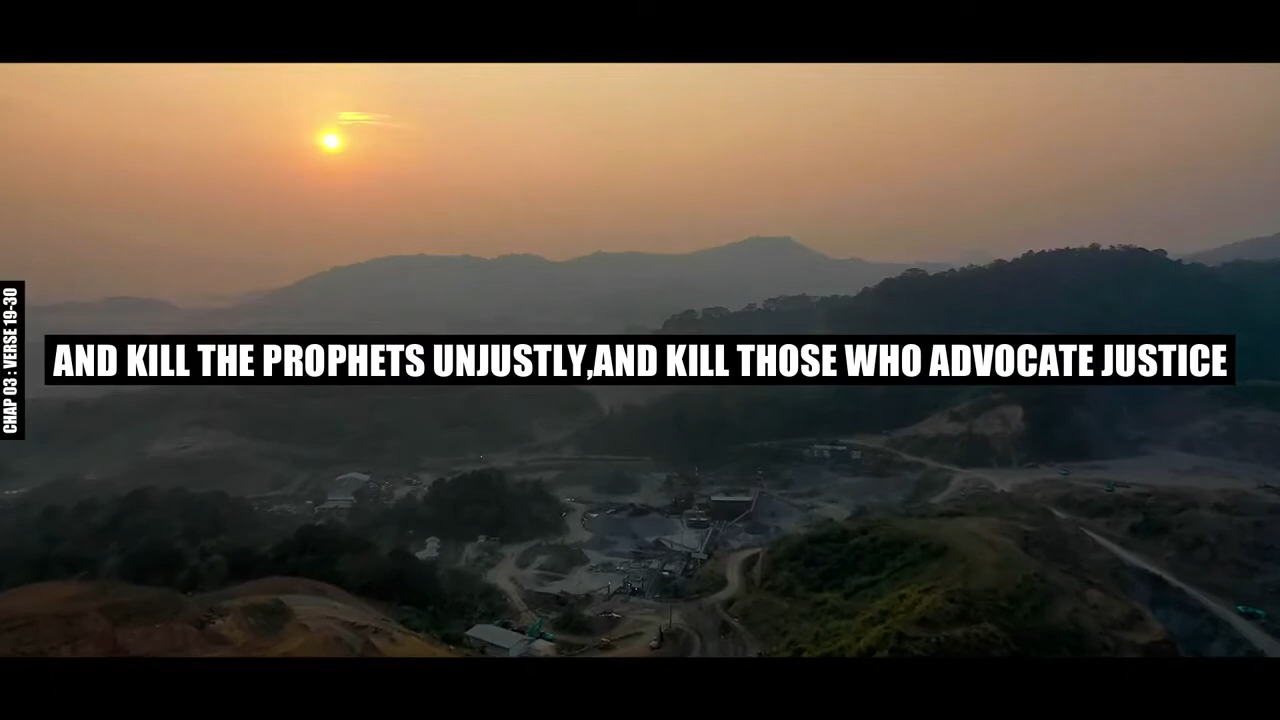 CHAP 03 : VERSE 19-30
AND KILL THE PROPHETS UNJUSTLY,AND KILL THOSE WHO ADVOCATE JUSTICE